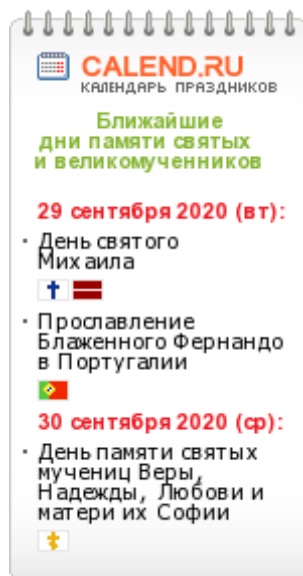 CALEND.RU
КАЛЕНДАРЬ ПРАЗДНИКОВ
Ближайшие
дни памяти святых
и великомученников
29 сентября 2020 (вт):
· День святого
Михаила
· Прославление
Блаженного Фернандо
в Португалии
30 сентября 2020 (ср):
· День памяти святых
мучениц Веры,
Надежды, Любови и
матери их Софии